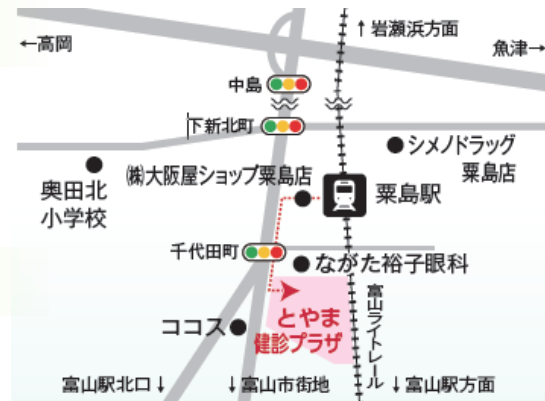 ↑岩瀬浜方面
←高岡
魚津→
中島
下新北町
シメノドラッグ
粟島店
奥田北
小学校
㈱大阪屋ショップ粟島店
粟島駅
千代田町
ながた裕子眼科
とやま
健診プラザ
ココス
富山ライトレール
富山駅北口↓
↓富山市街地
↓富山駅方面